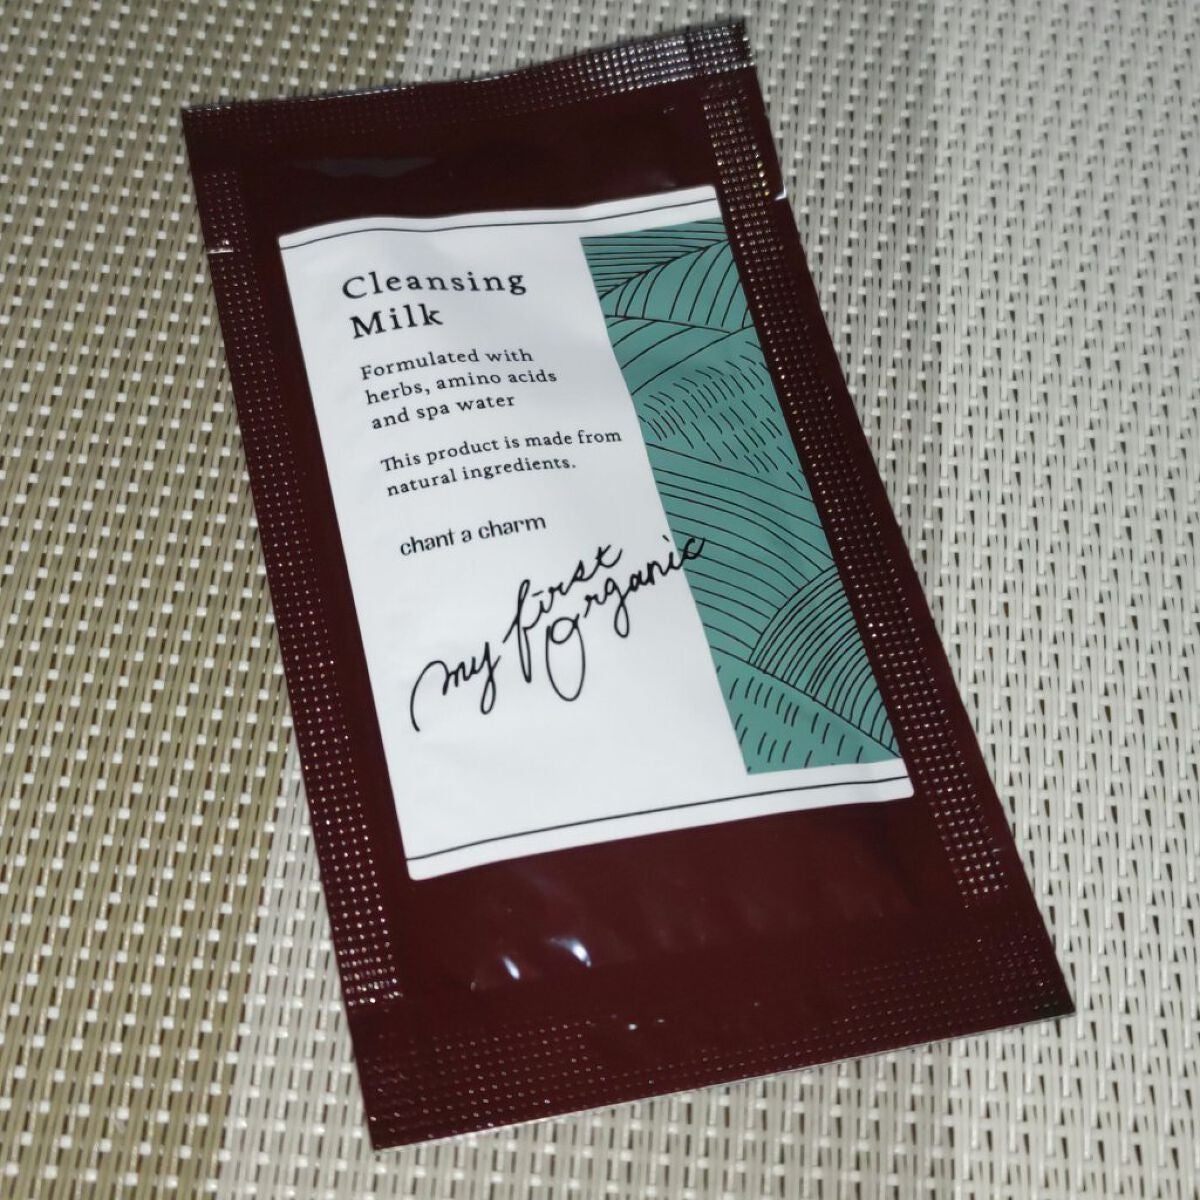 Cleansing
Milk
Formulated with
herbs, amino acids
and spa water
This product is made from
natural ingredients.
chant a charm
my first
Organic